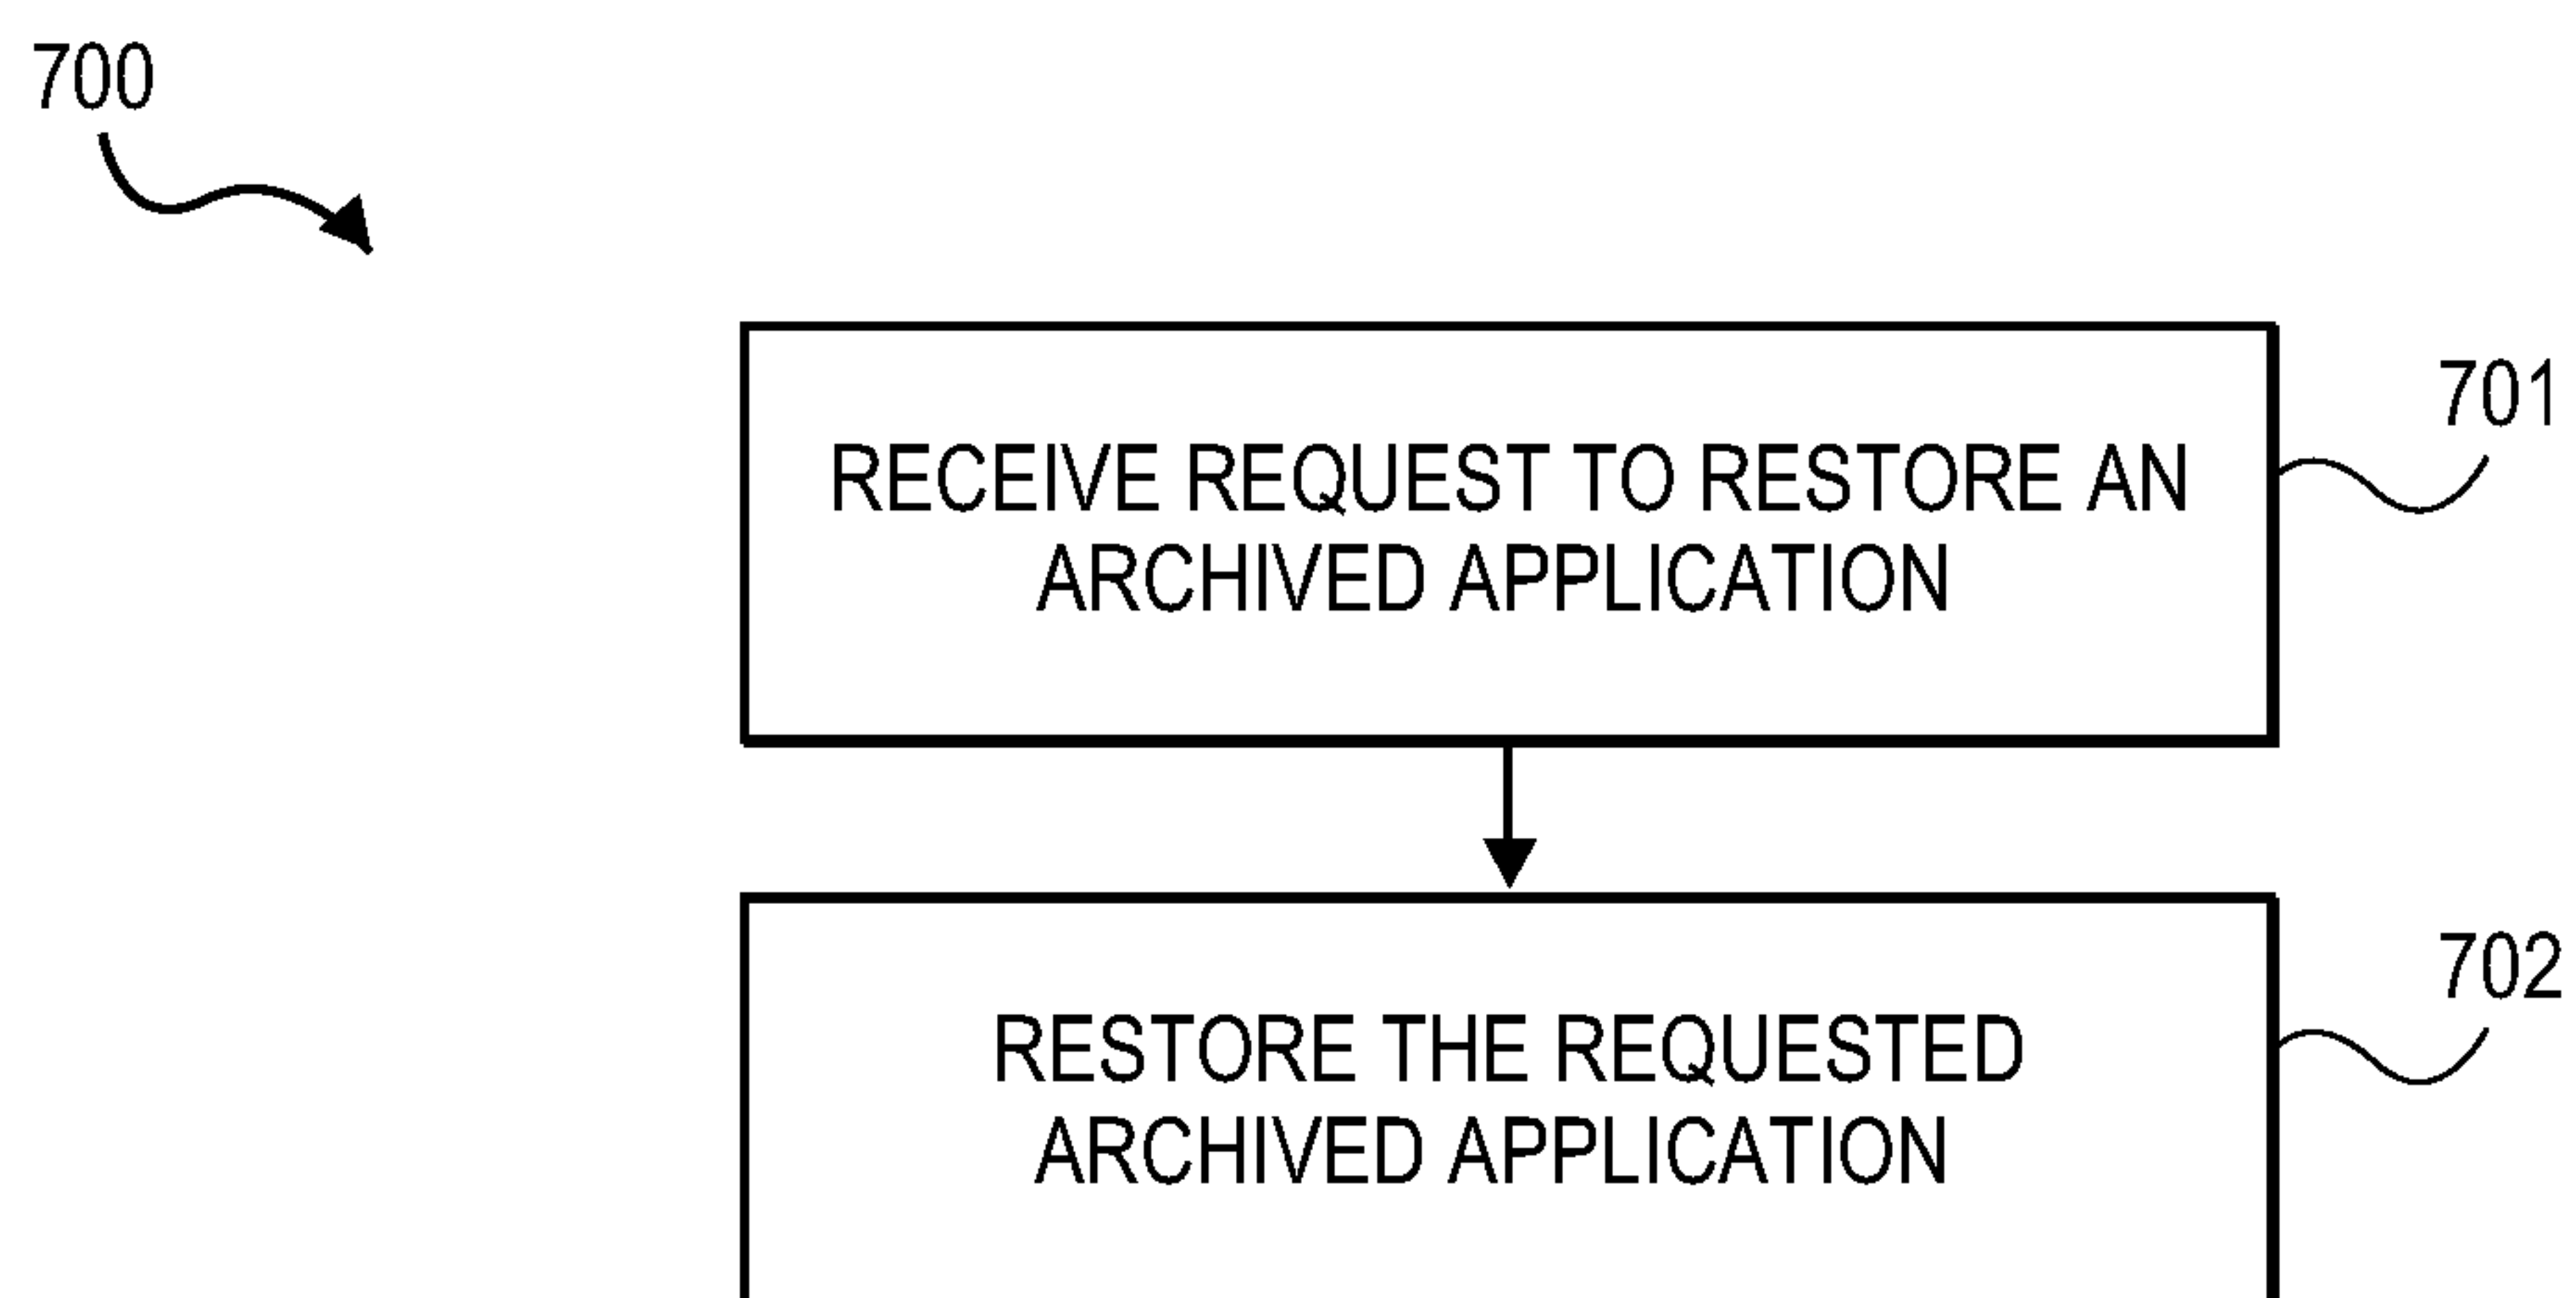 700
701
RECEIVE REQUEST TO RESTORE AN
ARCHIVED APPLICATION
702
RESTORE THE REQUESTED
ARCHIVED APPLICATION